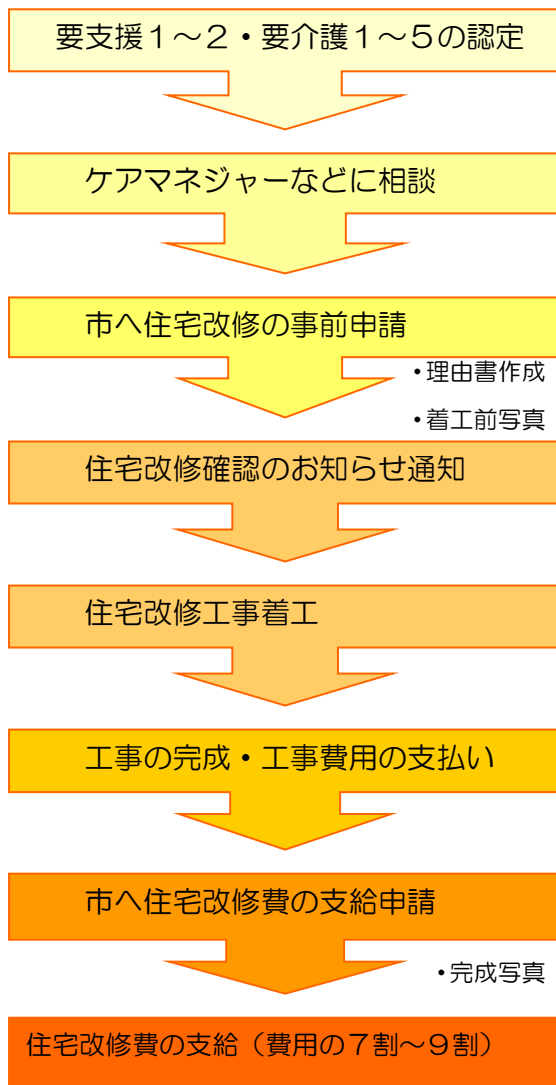 要支援１～２・要介護１～５の認定
ケアマネジャーなどに相談
市へ住宅改修の事前申請
・理由書作成
・着工前写真
住宅改修確認のお知らせ通知
住宅改修工事着工
工事の完成・工事費用の支払い
市へ住宅改修費の支給申請
・完成写真
住宅改修費の支給（費用の７割～９割）